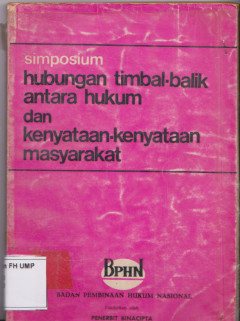 simposium
hubungan timbal-balik
antara hukum
dan
kenyataan-kenyataan
masyarakat
FH UMP
BPHN
BADAN PEMBINAAN HUKUM NASIONAL
PENERBIT BINACIPTA